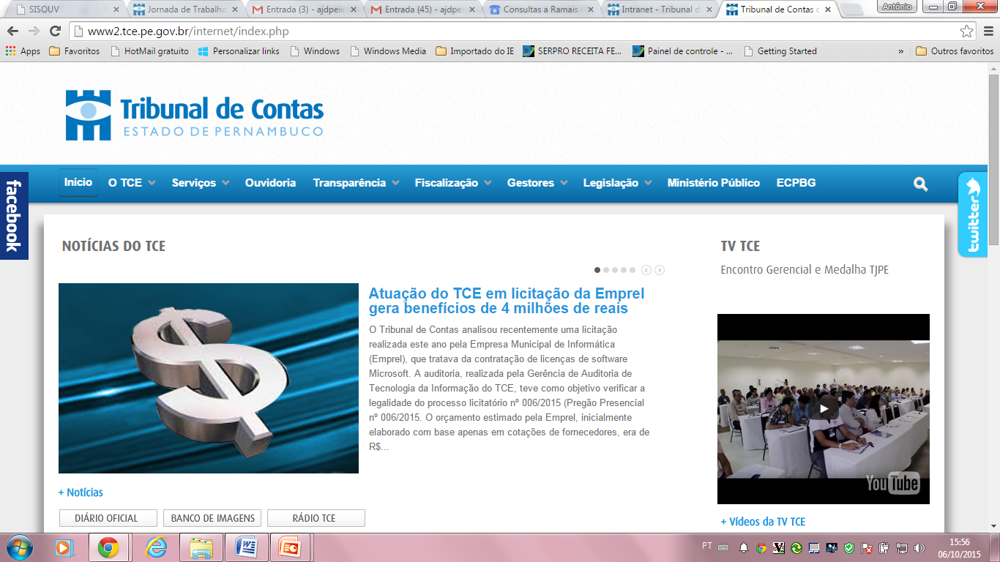 SISOUV
Jornada de Trabalho
Entrada (3) - ajdpeix
Entrada (45) - ajdpei
Consultas a Ramais
Intranet - Tribunal d
Tribunal de Contas
Antônio
www2.tce.pe.gov.br/internet/index.php
Apps
Favoritos
HotMail gratuito
Personalizar links
Windows
Windows Media
Importado do IE
SERPRO RECEITA FE...
Painel de controle - ...
Getting Started
»
Outros favoritos
Tribunal de Contas
ESTADO DE PERNAMBUCO
facebook
Início
O TCE
Serviços
Ouvidoria
Transparência
Fiscalização
Gestores
Legislação
Ministério Público
ECPBG
twitter
NOTÍCIAS DO TCE
Atuação do TCE em licitação da Emprel
gera benefícios de 4 milhões de reais
O Tribunal de Contas analisou recentemente uma licitação
realizada este ano pela Empresa Municipal de Informática
(Emprel), que tratava da contratação de licenças de software
Microsoft. A auditoria, realizada pela Gerência de Auditoria de
Tecnologia da Informação do TCE, teve como objetivo verificar a
legalidade do processo licitatório nº 006/2015 (Pregão Presencial
nº 006/2015. O orçamento estimado pela Emprel, inicialmente
elaborado com base apenas em cotações de fornecedores, era de
R$...
+ Notícias
DIÁRIO OFICIAL
BANCO DE IMAGENS
RÁDIO TCE
TV TCE
Encontro Gerencial e Medalha TJPE
YouTube
+ Vídeos da TV TCE
PT
15:56
06/10/2015